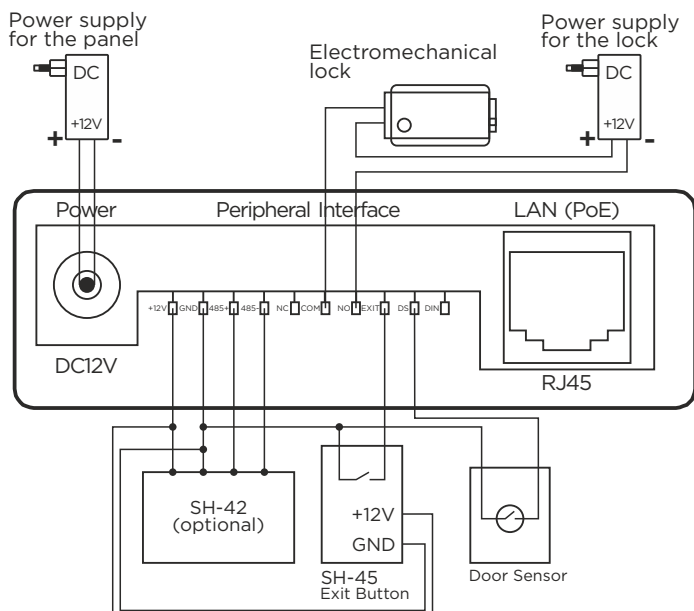 Power supply
for the panel
DC
+12V
+
-
Electromechanical
lock
Power supply
for the lock
DC
+12V
+
-
Power
Peripheral Interface
LAN (PoE)
+12V GND 485+ 485- NC COM NO EXIT DS DIN
DC12V
RJ45
SH-42
(optional)
+12V
GND
SH-45
Exit Button
Door Sensor